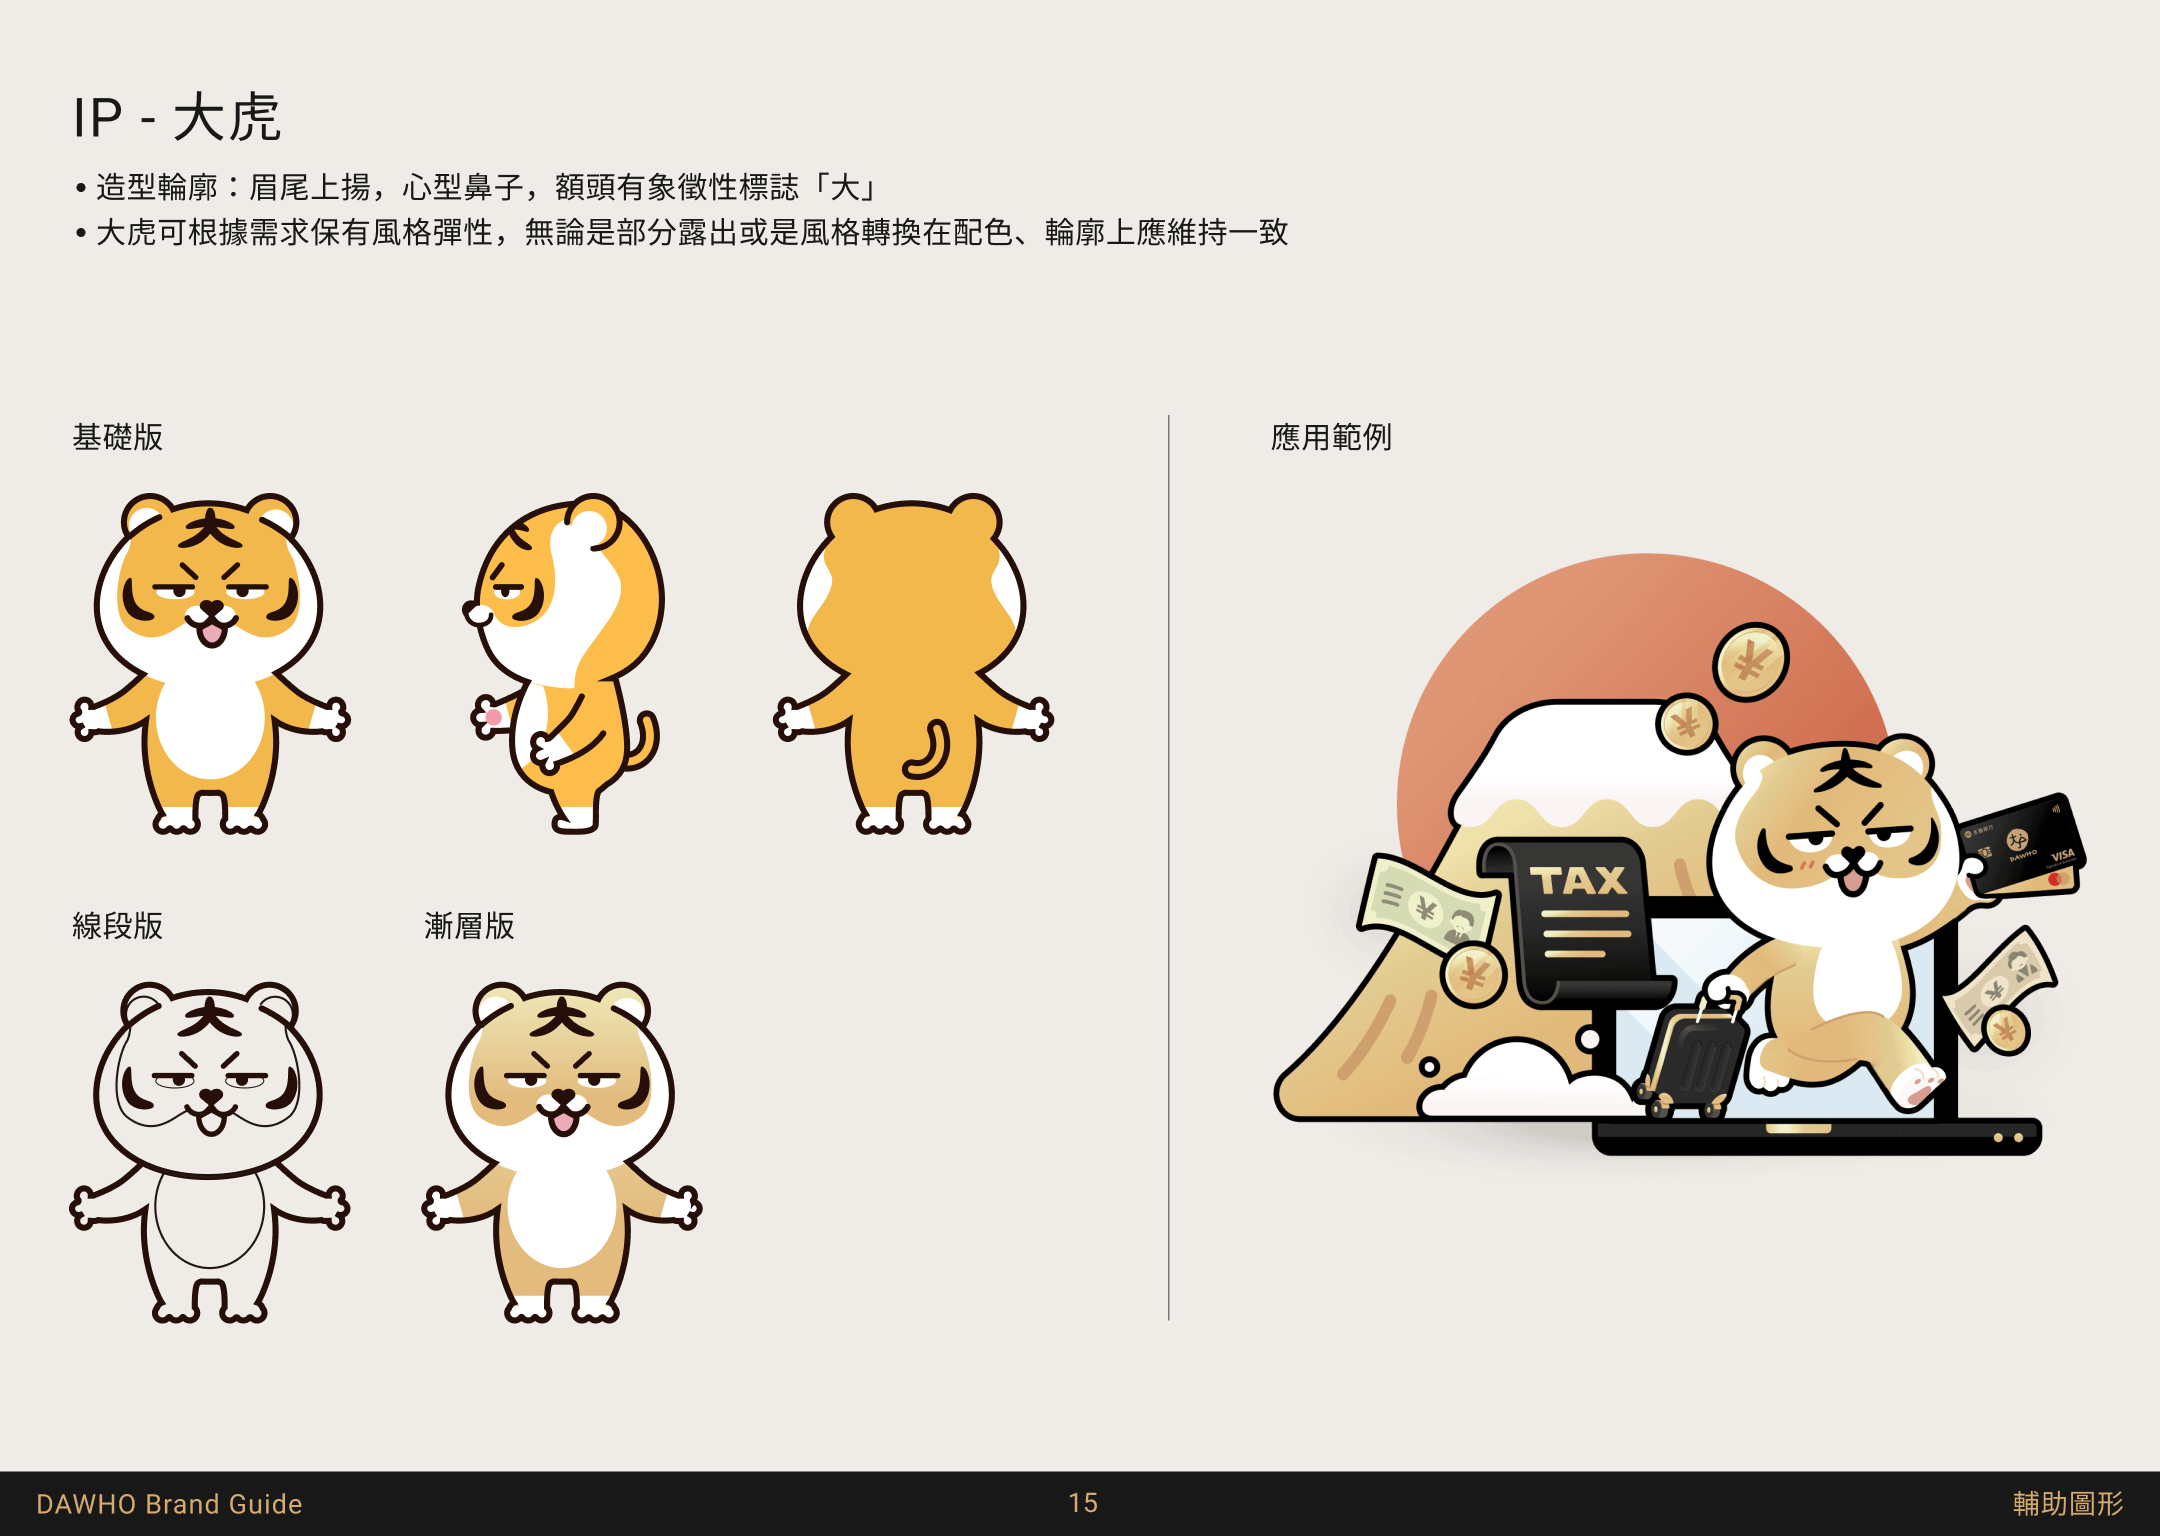 IP - 大虎
• 造型輪廓：眉尾上揚，心型鼻子，額頭有象徵性標誌「大」
• 大虎可根據需求保有風格彈性，無論是部分露出或是風格轉換在配色、輪廓上應維持一致
基礎版
應用範例
TAX
DAWHO
VISA
線段版
漸層版
DAWHO Brand Guide
15
輔助圖形